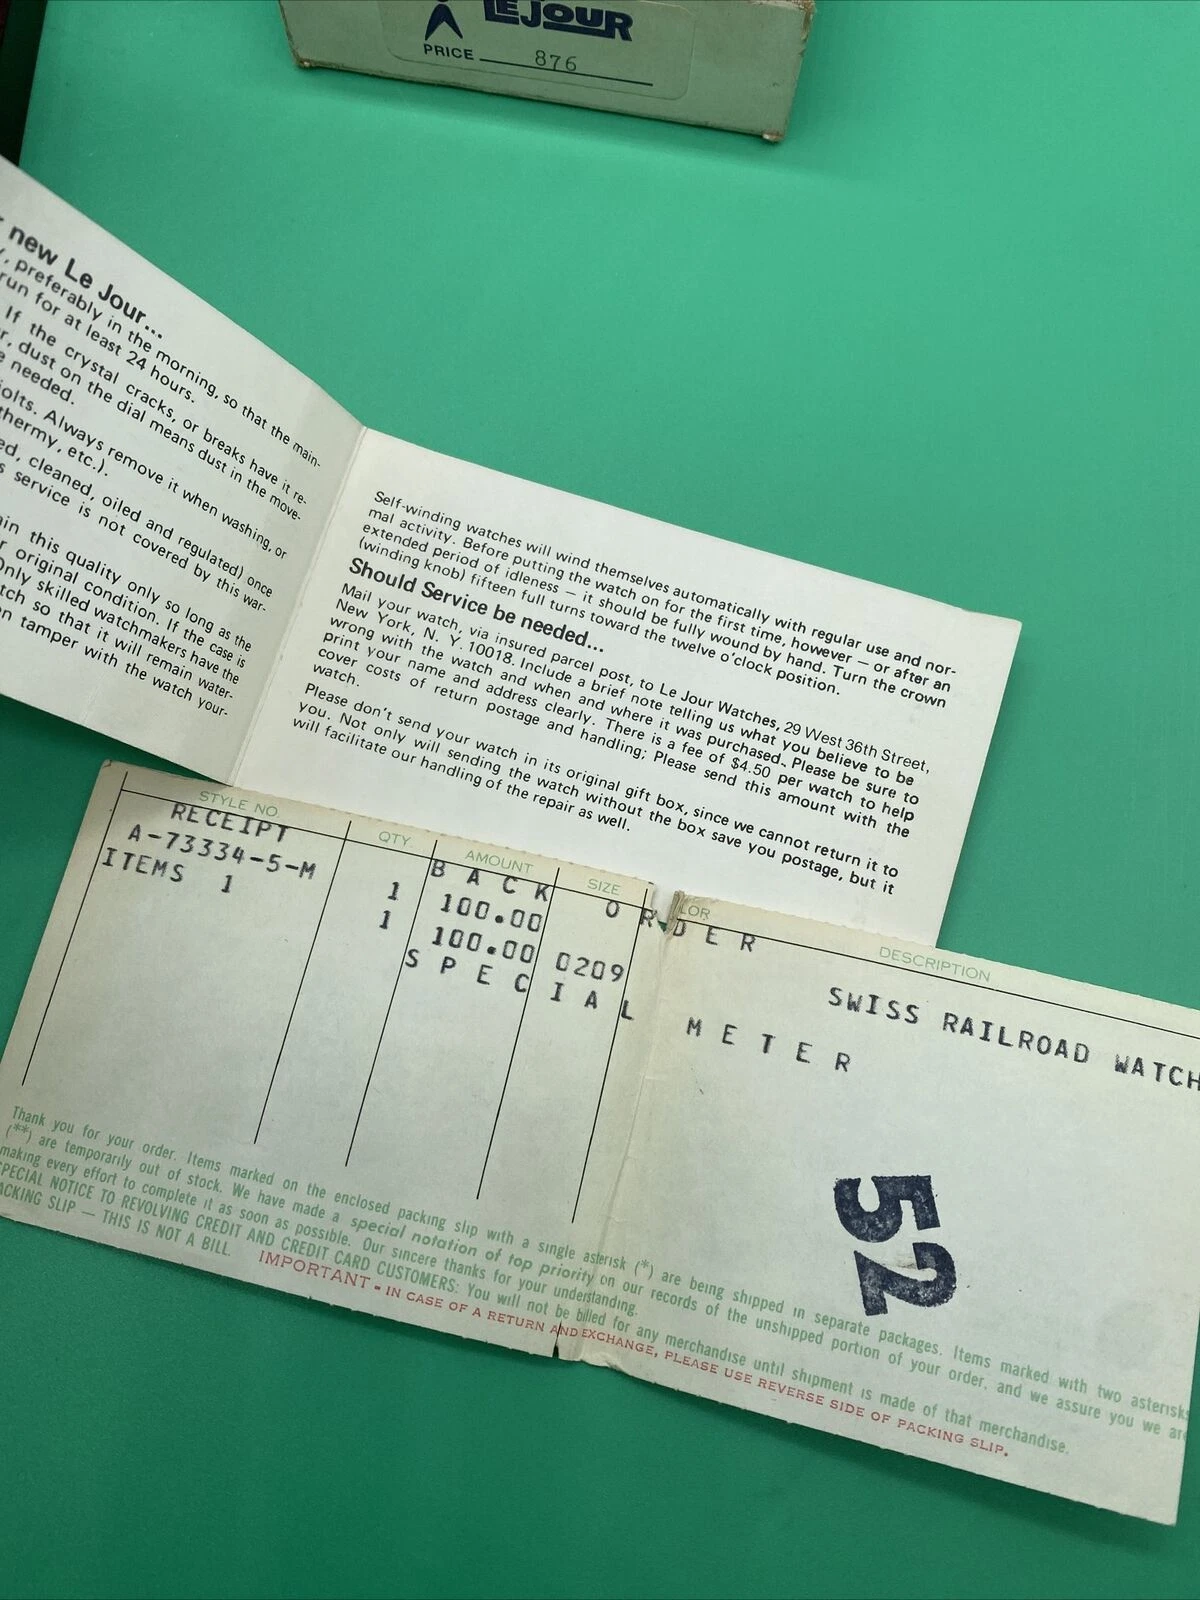 LEJOUR
PRICE 876
new Le Jour...
, preferably in the morning, so that the main-
run for at least 24 hours.
If the crystal cracks, or breaks have it re-
, dust on the dial means dust in the move-
needed.
olts. Always remove it when washing, or
thermy, etc.).
ed, cleaned, oiled and regulated) once
s service is not covered by this war-
ain this quality only so long as the
r original condition. If the case is
Only skilled watchmakers have the
tch so that it will remain water-
n tamper with the watch your-
Self-winding watches will wind themselves automatically with regular use and nor-
mal activity. Before putting the watch on for the first time, however — or after an
extended period of idleness — it should be fully wound by hand. Turn the crown
(winding knob) fifteen full turns toward the twelve o'clock position.
Should Service be needed...
Mail your watch, via insured parcel post, to Le Jour Watches, 29 West 36th Street,
New York, N. Y. 10018. Include a brief note telling us what you believe to be
wrong with the watch and when and where it was purchased. Please be sure to
print your name and address clearly. There is a fee of $4.50 per watch to help
cover costs of return postage and handling; Please send this amount with the
watch.
Please don't send your watch in its original gift box, since we cannot return it to
you. Not only will sending the watch without the box save you postage, but it
will facilitate our handling of the repair as well.
STYLE NO QTY. AMOUNT SIZE LOR DESCRIPTION
RECEIPT BACK ORDER
A-73334-5-M 1 100.00 SWISS RAILROAD WATCH
ITEMS 1 1 100.00 0209
SPECIAL METER
52
Thank you for your order. Items marked on the enclosed packing slip with a single asterisk (*) are being shipped in separate packages. Items marked with two asterisks
(**) are temporarily out of stock. We have made a special notation of top priority on our records of the unshipped portion of your order, and we assure you we are
making every effort to complete it as soon as possible. Our sincere thanks for your understanding.
SPECIAL NOTICE TO REVOLVING CREDIT AND CREDIT CARD CUSTOMERS: You will not be billed for any merchandise until shipment is made of that merchandise.
PACKING SLIP — THIS IS NOT A BILL.
IMPORTANT - IN CASE OF A RETURN AND EXCHANGE, PLEASE USE REVERSE SIDE OF PACKING SLIP.